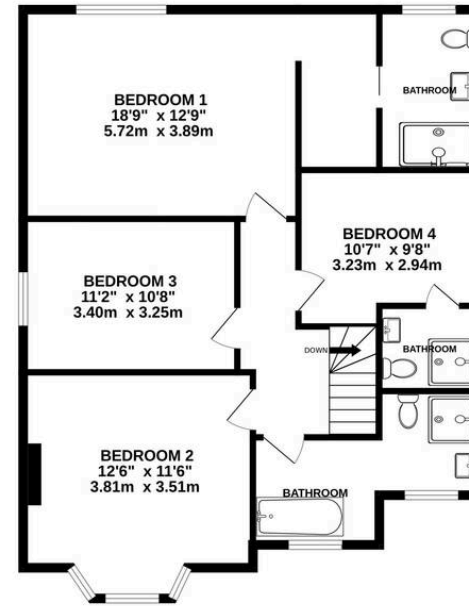 BEDROOM 1
18'9" x 12'9"
5.72m x 3.89m
BATHROOM
BEDROOM 4
10'7" x 9'8"
3.23m x 2.94m
BEDROOM 3
11'2" x 10'8"
3.40m x 3.25m
DOWN
BATHROOM
BEDROOM 2
12'6" x 11'6"
3.81m x 3.51m
BATHROOM